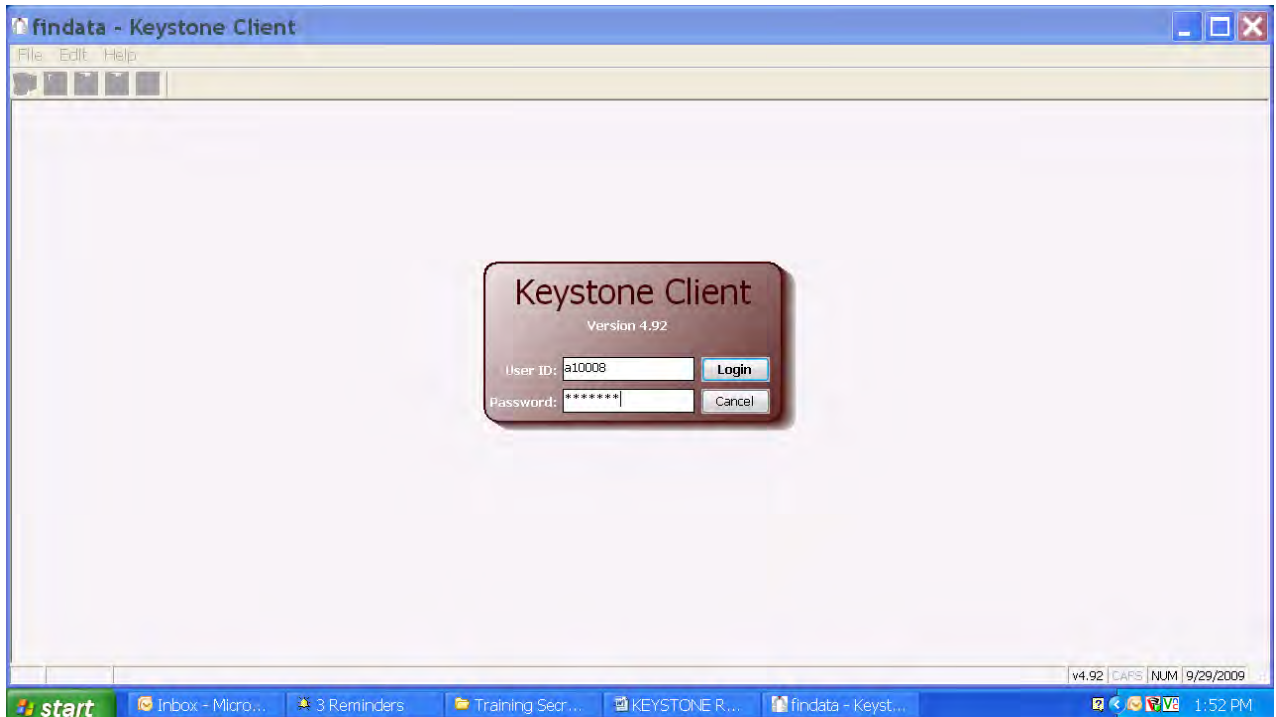 findata - Keystone Client
File Edit Help
Keystone Client
Version 4.92
User ID: a10008 Login
Password: ******* Cancel
v4.92 CAPS NUM 9/29/2009
start Inbox - Micro... 3 Reminders Training Secr... KEYSTONE R... findata - Keyst... 1:52 PM